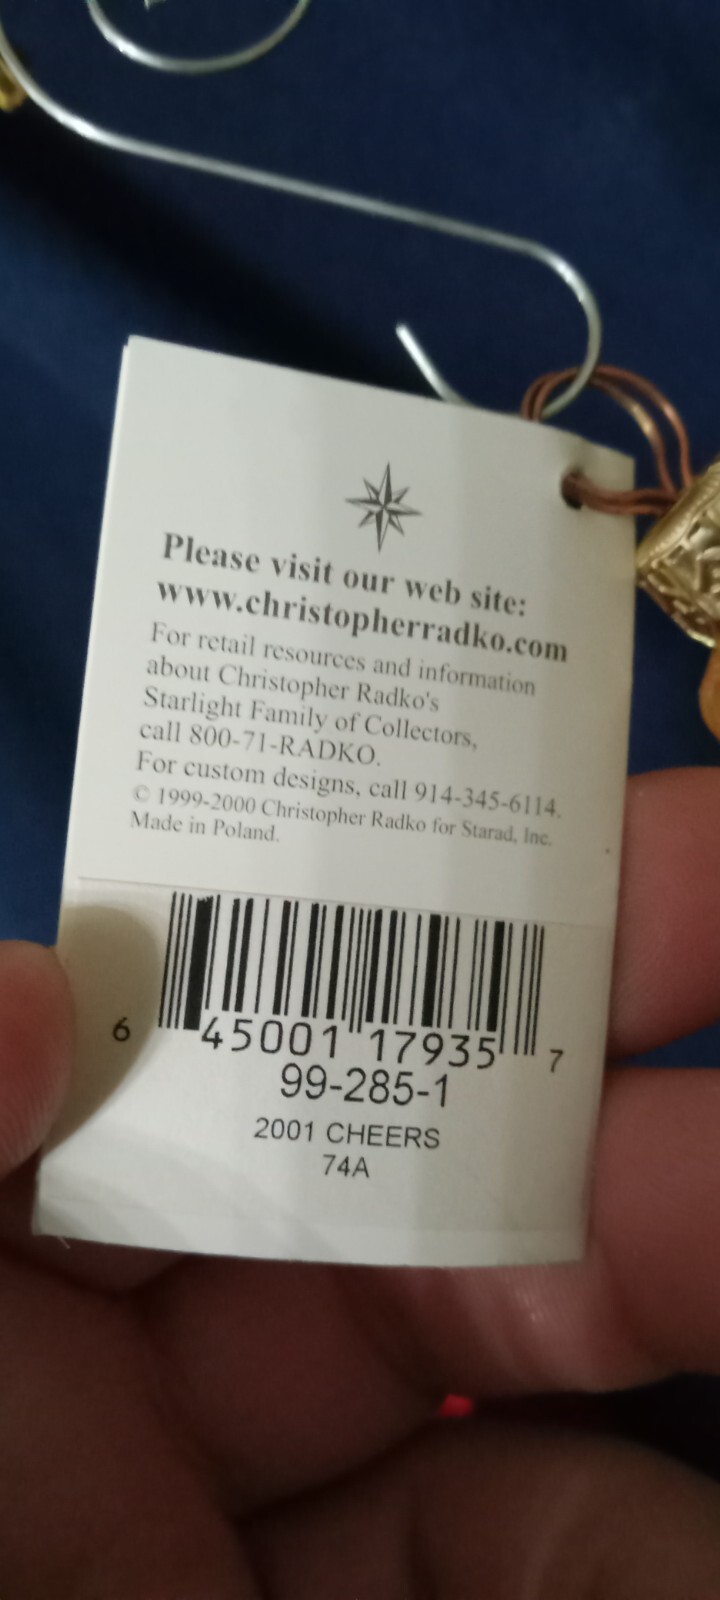 Please visit our web site:
www.christopherradko.com
For retail resources and information
about Christopher Radko's
Starlight Family of Collectors,
call 800-71-RADKO.
For custom designs, call 914-345-6114.
© 1999-2000 Christopher Radko for Starad, Inc.
Made in Poland.
6 45001 17935 7
99-285-1
2001 CHEERS
74A